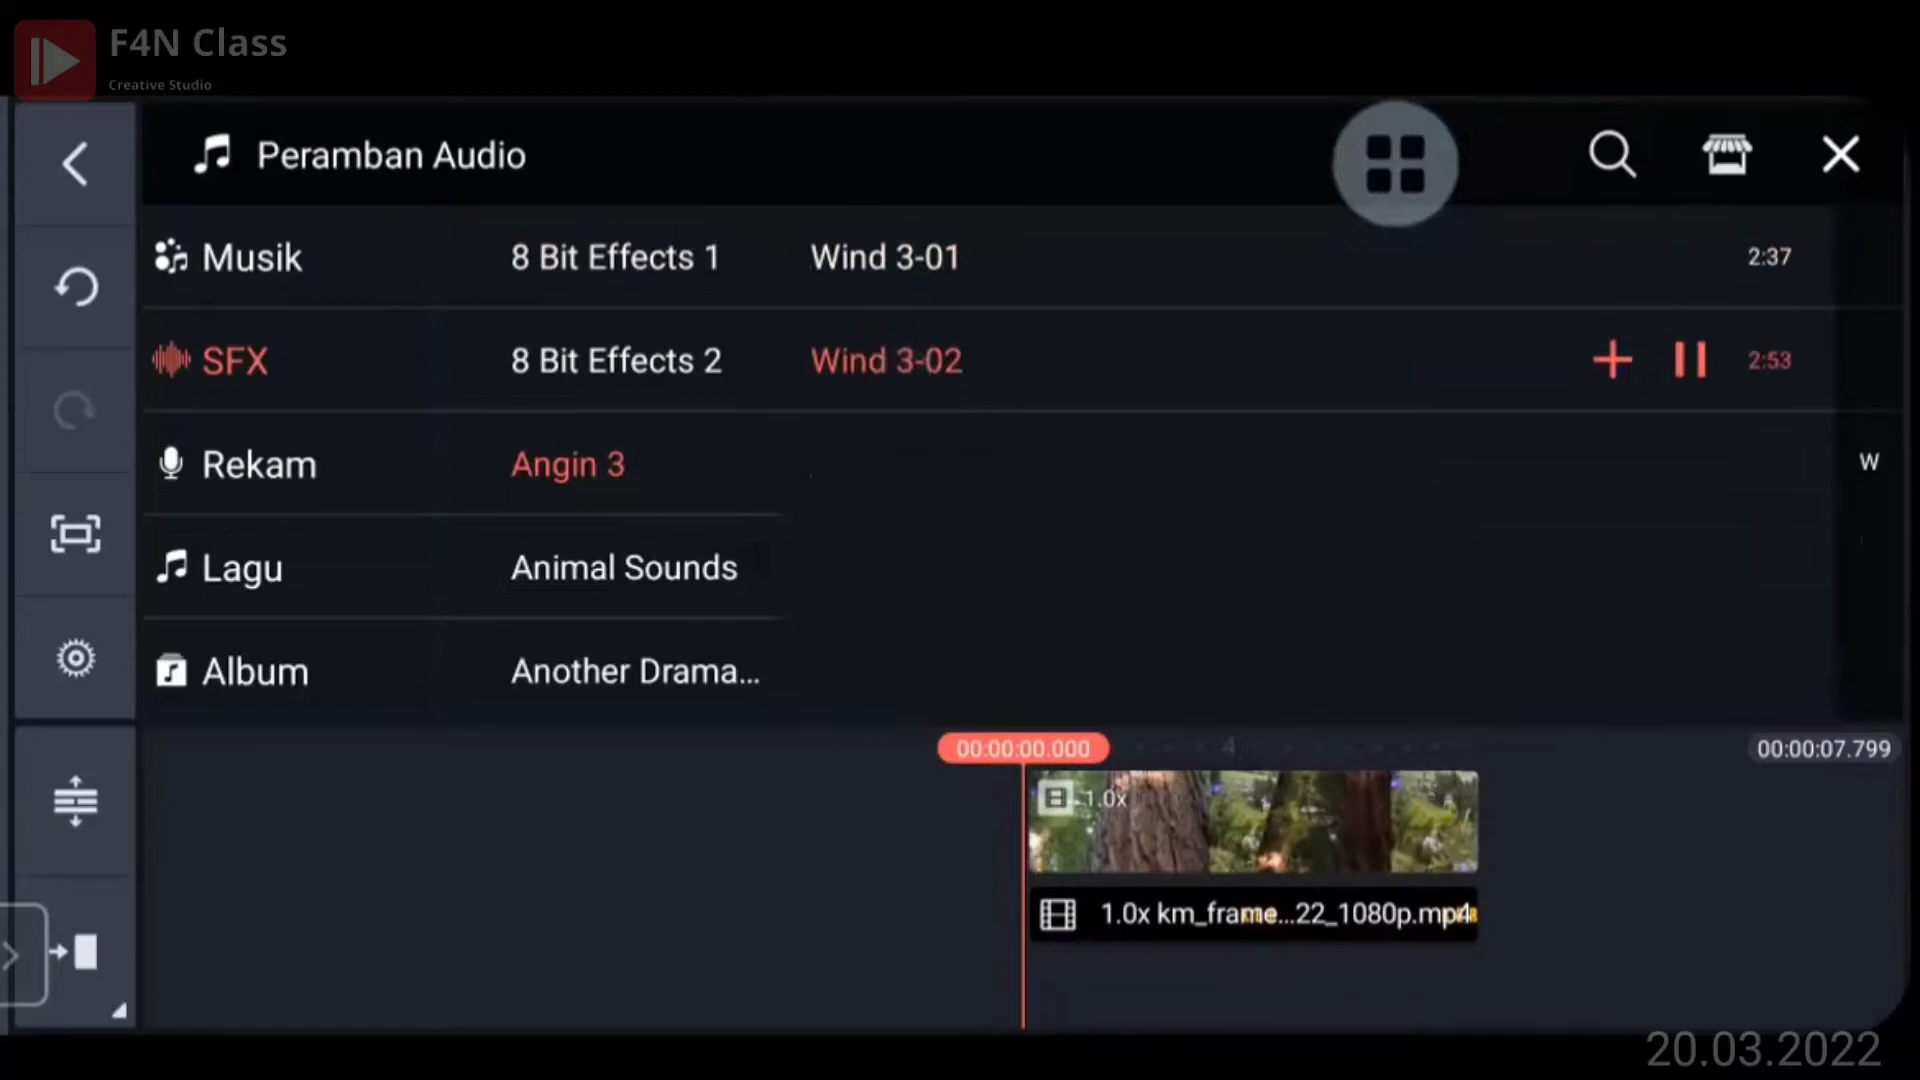 F4N Class
Creative Studio
Peramban Audio
Musik
8 Bit Effects 1
Wind 3-01
2:37
SFX
8 Bit Effects 2
Wind 3-02
2:53
Rekam
Angin 3
W
Lagu
Animal Sounds
Album
Another Drama...
00:00:00.000
4
00:00:07.799
1.0x
1.0x km_frame...22_1080p.mp4
20.03.2022